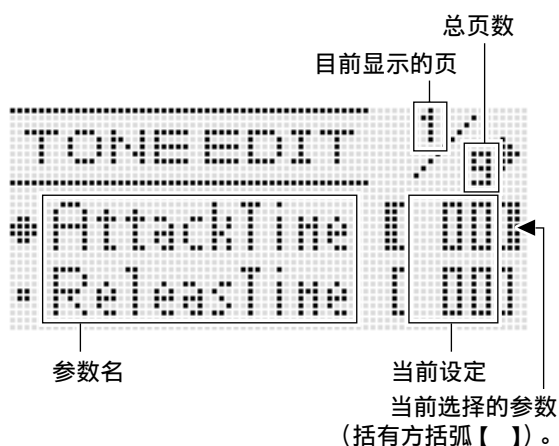 总页数
目前显示的页
TONE EDIT 1/9
AttackTime 【 00】
ReleasTime [ 00]
参数名
当前设定
当前选择的参数
（括有方括弧【 】）。